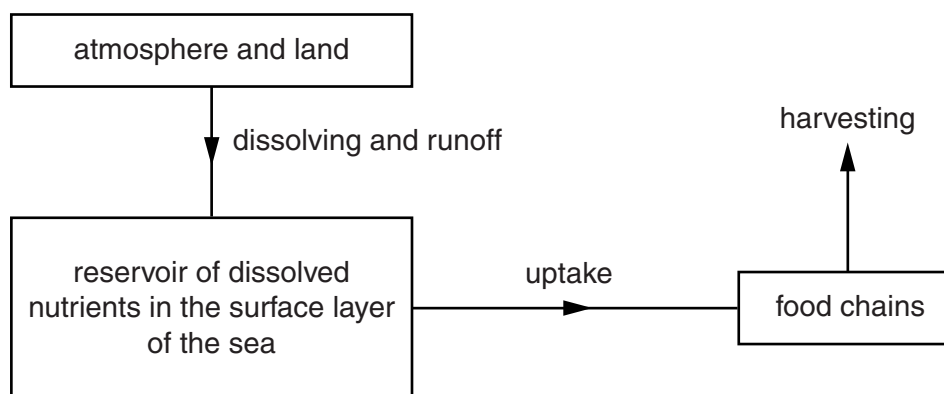 atmosphere and land
dissolving and runoff
harvesting
reservoir of dissolved
nutrients in the surface layer
of the sea
uptake
food chains